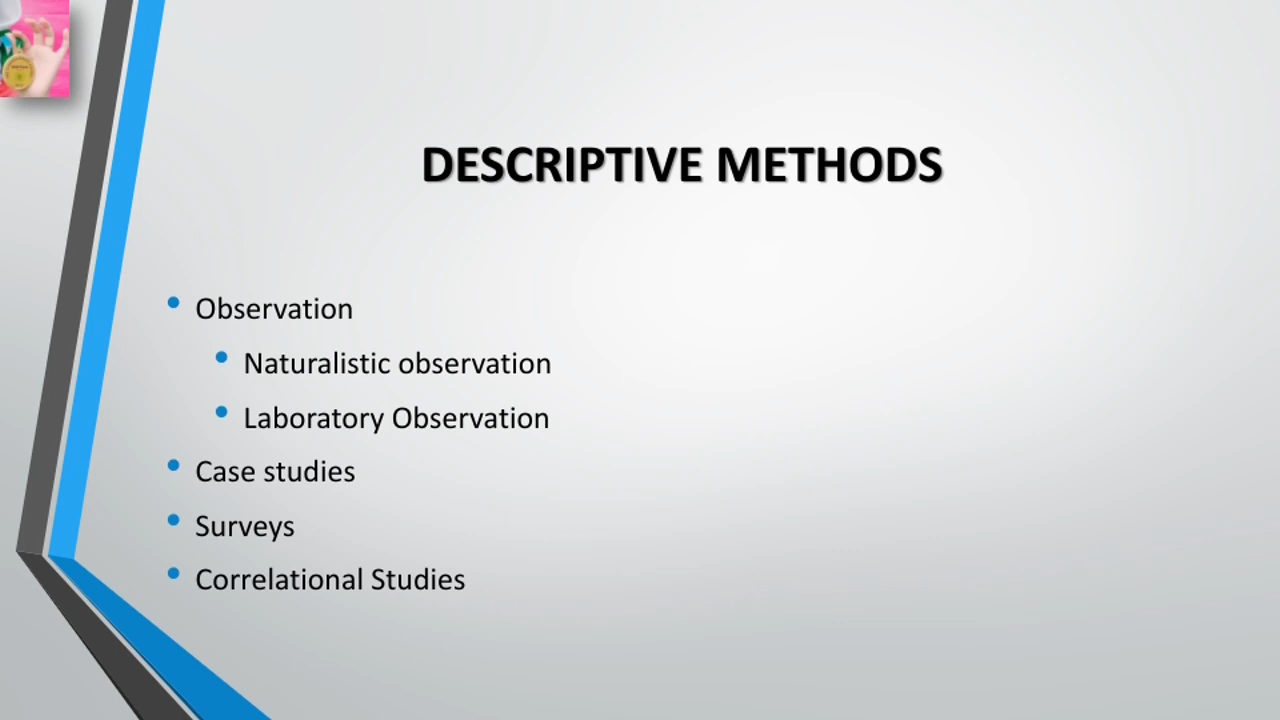 DESCRIPTIVE METHODS
• Observation
• Naturalistic observation
• Laboratory Observation
• Case studies
• Surveys
• Correlational Studies